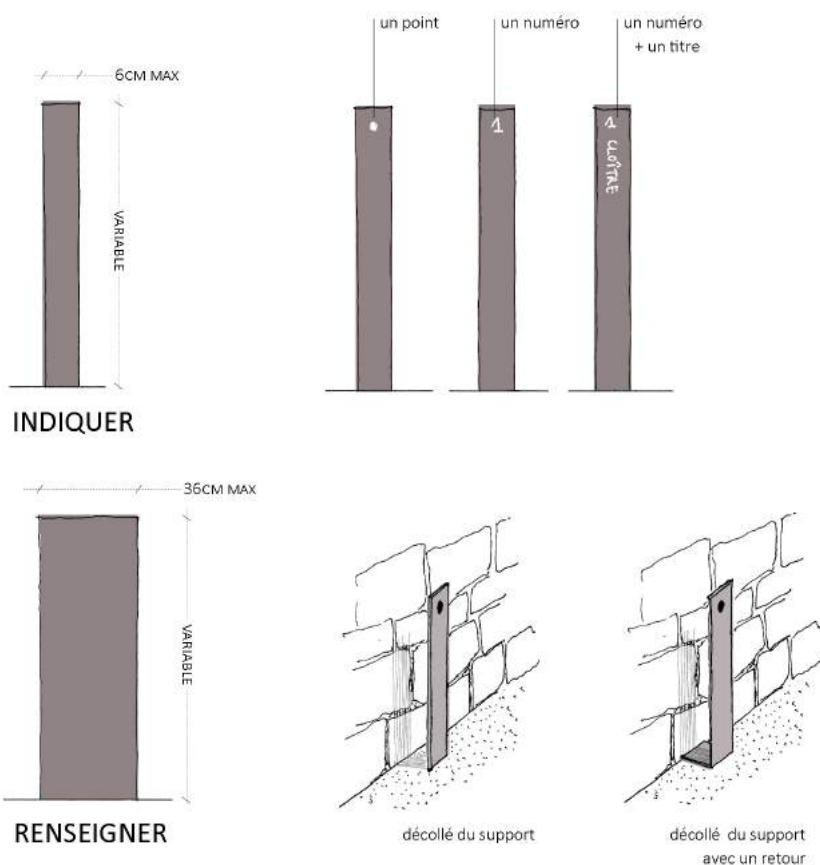 un point
un numéro
un numéro
+ un titre
6CM MAX
VARIABLE
1
1 CLOÎTRE
INDIQUER
36CM MAX
VARIABLE
RENSEIGNER
décollé du support
décollé du support
avec un retour